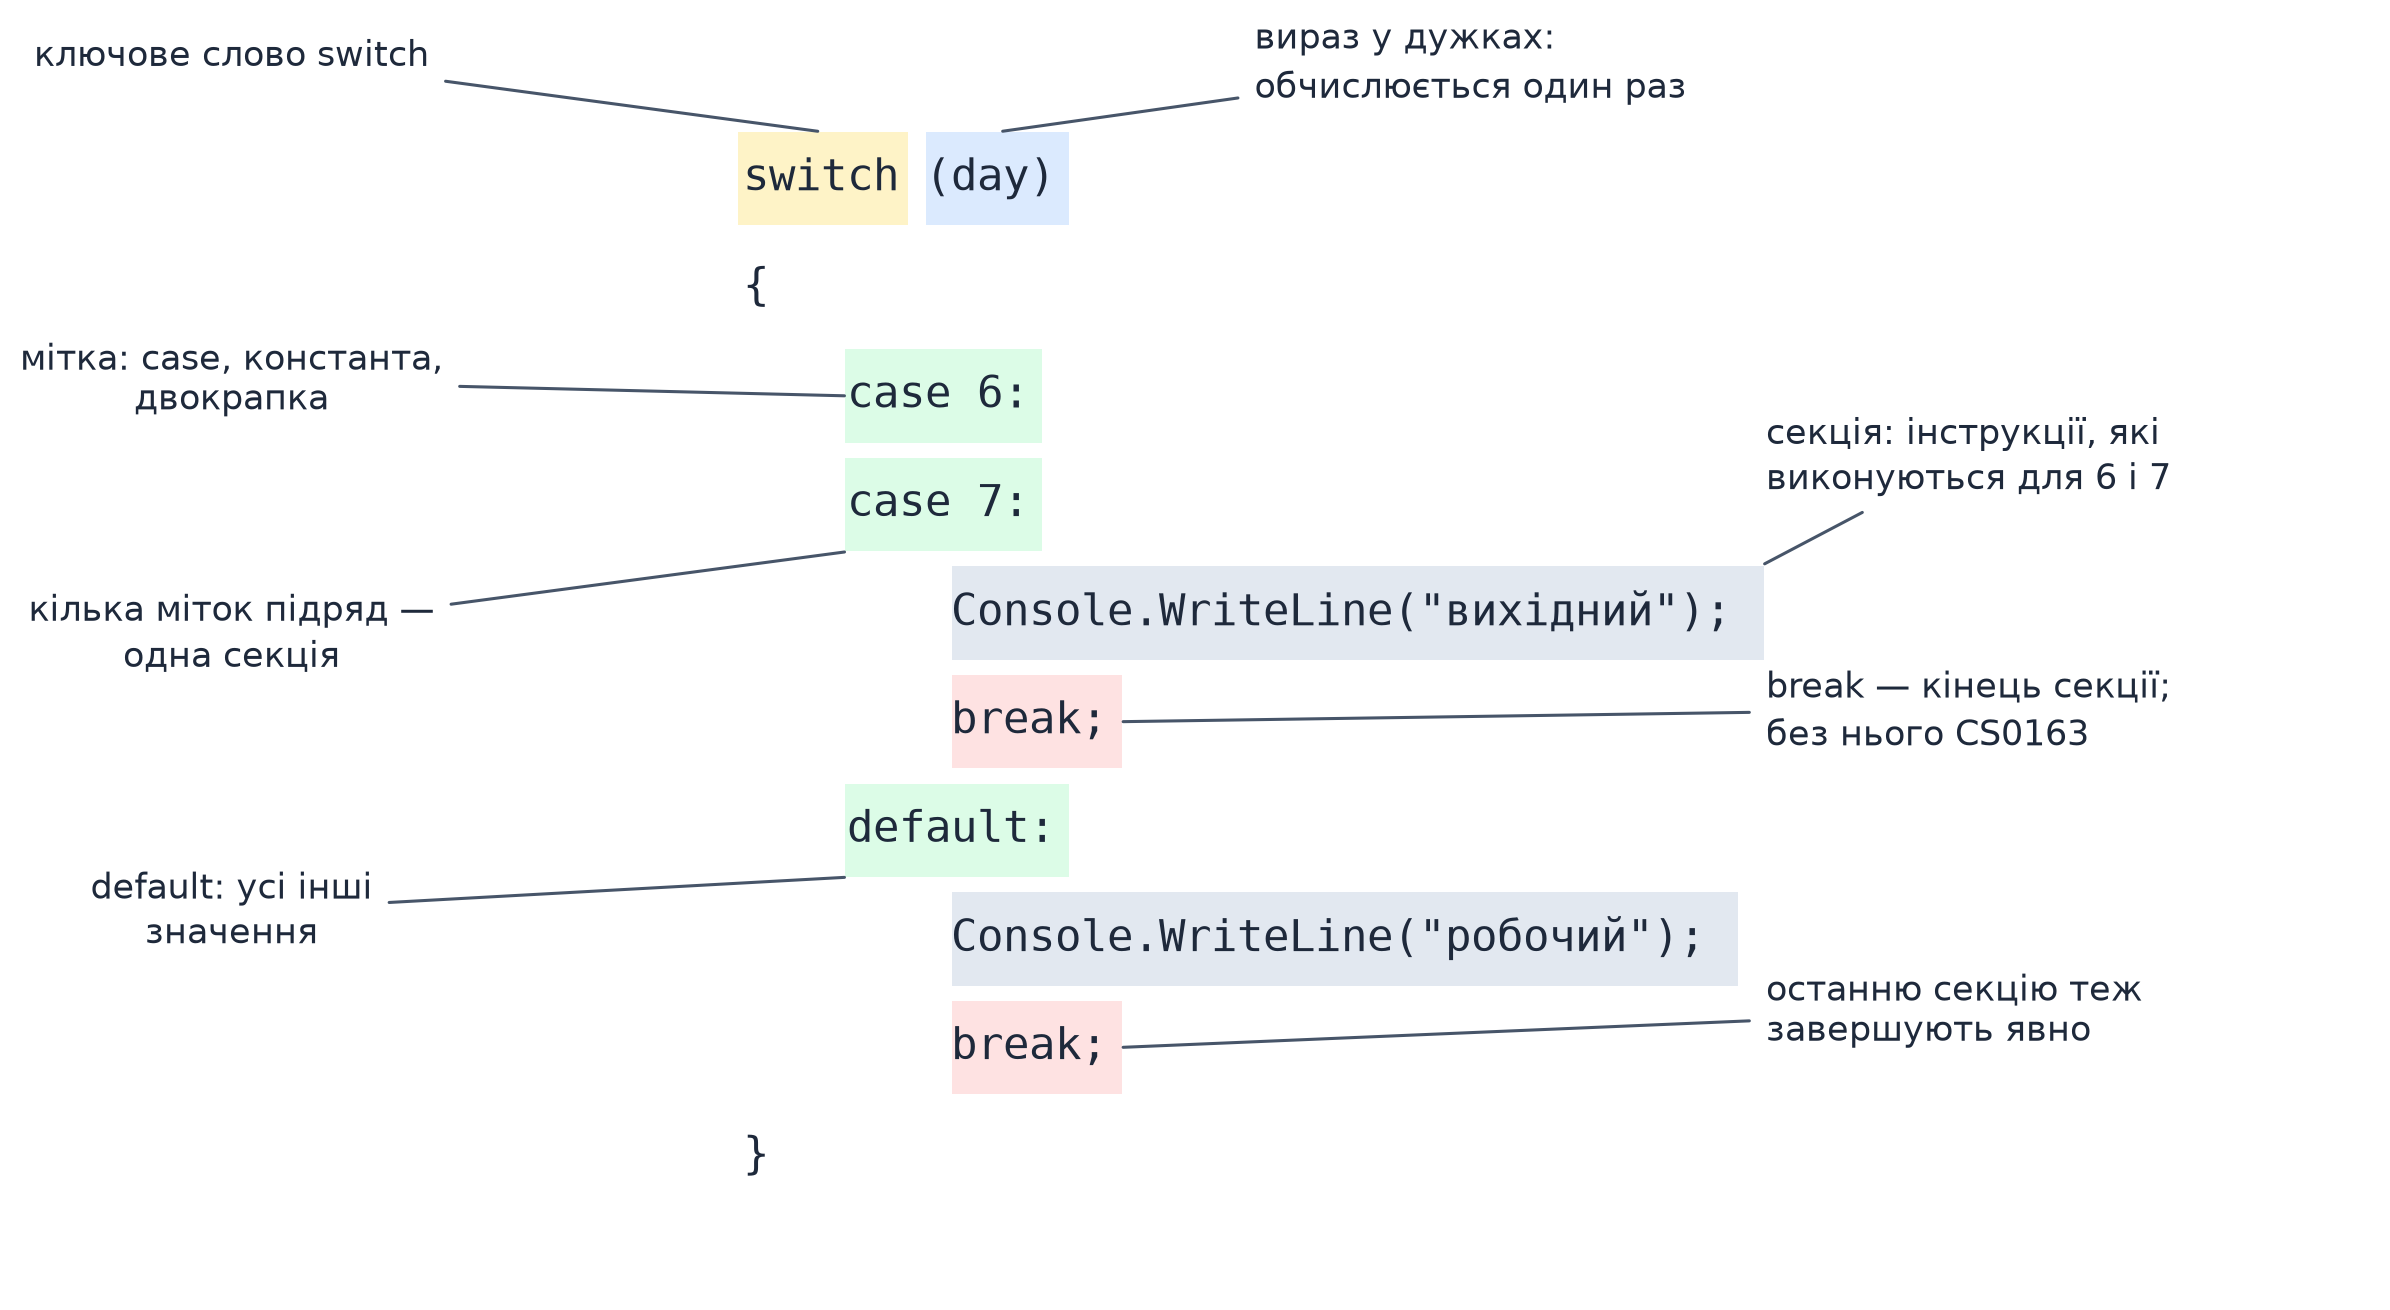 ключове слово switch
вираз у дужках:
обчислюється один раз
switch (day)
{
мітка: case, константа,
двокрапка
case 6:
секція: інструкції, які
виконуються для 6 і 7
case 7:
кілька міток підряд —
одна секція
Console.WriteLine("вихідний");
break;
break — кінець секції;
без нього CS0163
default:
default: усі інші
значення
Console.WriteLine("робочий");
останню секцію теж
завершують явно
break;
}